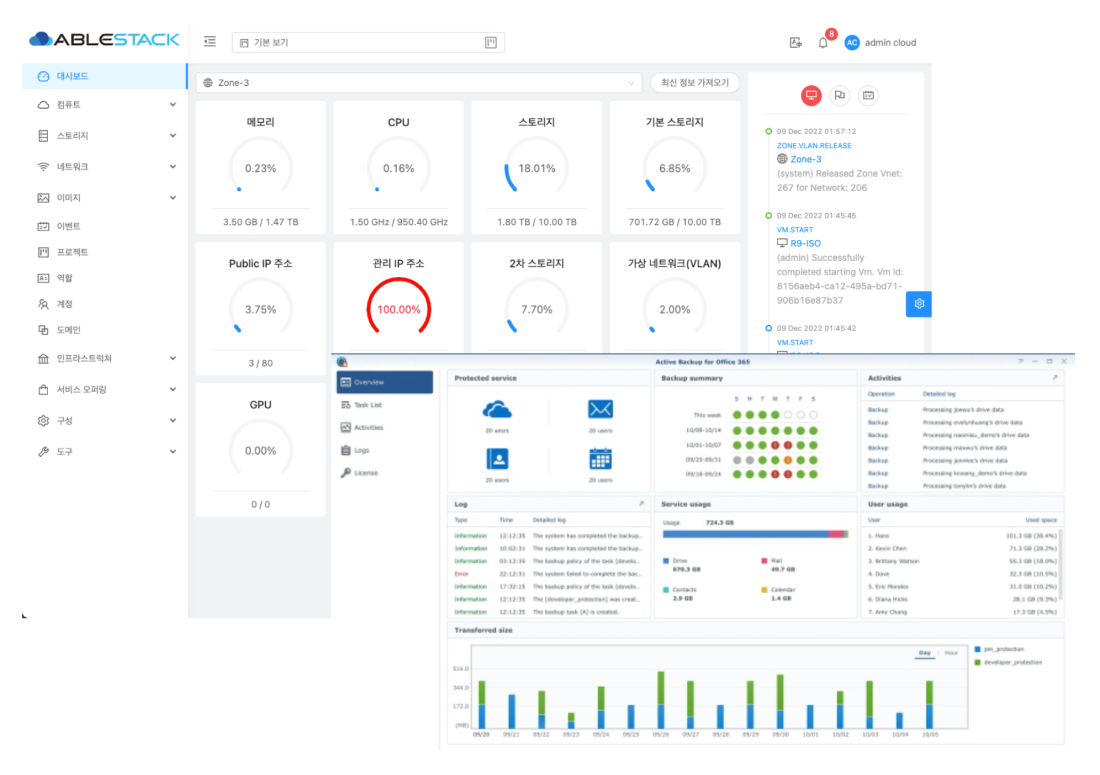 ABLESTACK
기본 보기
8
AC admin cloud
대시보드
컴퓨트
스토리지
네트워크
이미지
이벤트
프로젝트
역할
계정
도메인
인프라스트럭쳐
서비스 오퍼링
구성
도구
Zone-3
최신 정보 가져오기
메모리
0.23%
3.50 GB / 1.47 TB
CPU
0.16%
1.50 GHz / 950.40 GHz
스토리지
18.01%
1.80 TB / 10.00 TB
기본 스토리지
6.85%
701.72 GB / 10.00 TB
Public IP 주소
3.75%
3 / 80
관리 IP 주소
100.00%
2차 스토리지
7.70%
가상 네트워크(VLAN)
2.00%
GPU
0.00%
0 / 0
09 Dec 2022 01:57:12
ZONE.VLAN.RELEASE
Zone-3
(system) Released Zone Vnet:
267 for Network: 206
09 Dec 2022 01:45:45
VM.START
R9-ISO
(admin) Successfully
completed starting Vm. Vm Id:
8156aeb4-ca12-495a-bd71-
906b16e87b37
09 Dec 2022 01:45:42
VM.START
Active Backup for Office 365
Overview
Task List
Activities
Logs
License
Protected service
20 users
20 users
20 users
20 users
Backup summary
S M T W T F S
This week
10/08-10/14
10/01-10/07
09/25-09/31
09/18-09/24
Activities
Operation Detailed log
Backup Processing joewu's drive data
Backup Processing evelynhuang's drive data
Backup Processing naomisu_demo's drive data
Backup Processing maxwu's drive data
Backup Processing jennlee's drive data
Backup Processing kcwang_demo's drive data
Backup Processing tonylin's drive data
Log
Type Time Detailed log
Information 12:12:35 The system has completed the backup...
Information 10:02:31 The system has completed the backup...
Information 03:12:35 The backup policy of the task [develo...
Error 22:12:31 The system failed to complete the bac...
Information 17:32:15 The backup policy of the task [develo...
Information 12:12:35 The [developer_protection] was creat...
Information 12:12:35 The backup task [A] is created.
Service usage
Usage: 724.3 GB
Drive
670.3 GB
Mail
49.7 GB
Contacts
2.9 GB
Calendar
1.4 GB
User usage
User Used space
1. Hans 101.3 GB (38.4%)
2. Kevin Chen 71.3 GB (28.2%)
3. Brittany Watson 55.3 GB (18.0%)
4. Dave 32.3 GB (10.5%)
5. Eric Morales 31.0 GB (10.2%)
6. Diana Hicks 28.1 GB (9.3%)
7. Amy Chang 17.3 GB (4.5%)
Transferred size
Day Hour
pm_protection
developer_protection
516.0
344.0
172.0
(MB)
09/20 09/21 09/22 09/23 09/24 09/25 09/26 09/27 09/28 09/29 09/30 10/01 10/02 10/03 10/04 10/05